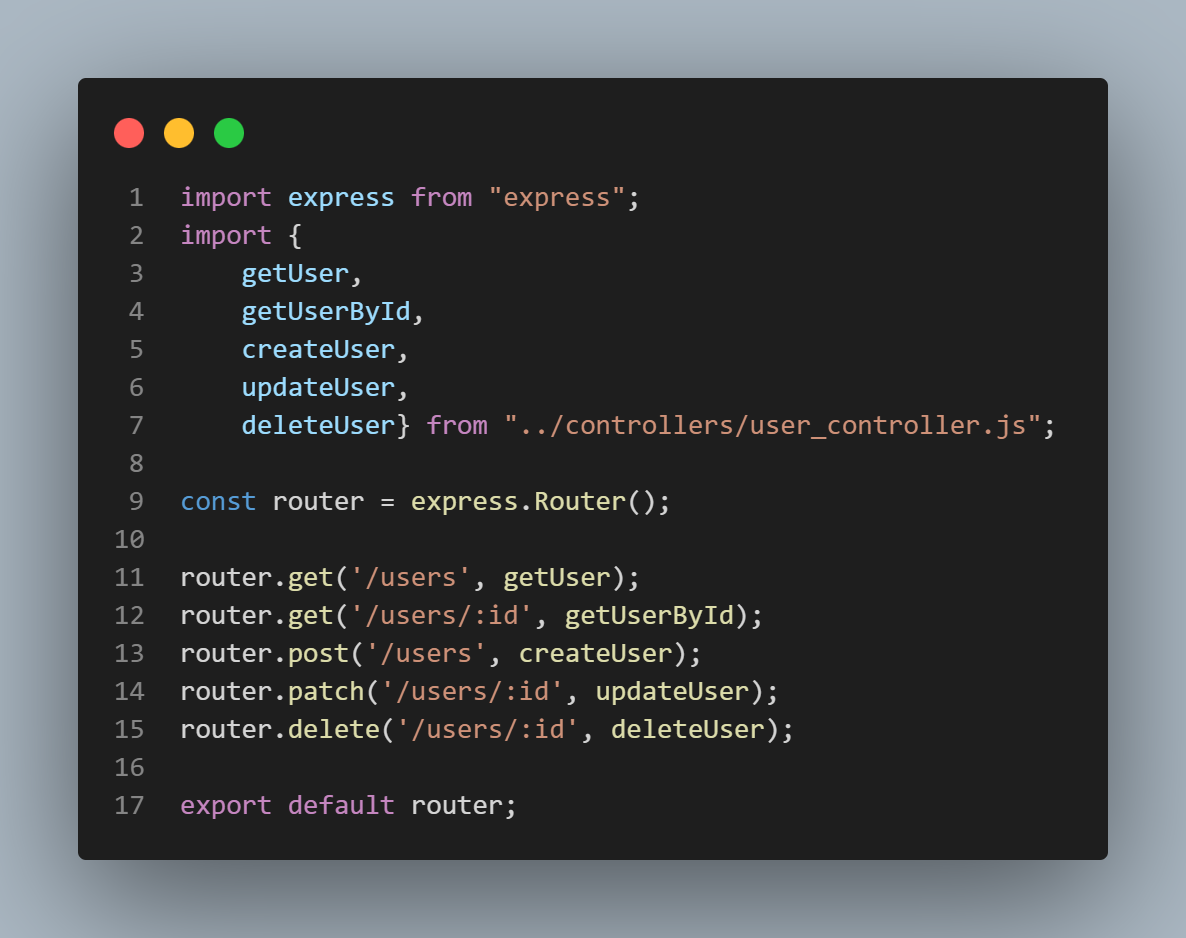 1 import express from "express";
2 import {
3     getUser,
4     getUserById,
5     createUser,
6     updateUser,
7     deleteUser} from "../controllers/user_controller.js";
8
9 const router = express.Router();
10
11 router.get('/users', getUser);
12 router.get('/users/:id', getUserById);
13 router.post('/users', createUser);
14 router.patch('/users/:id', updateUser);
15 router.delete('/users/:id', deleteUser);
16
17 export default router;